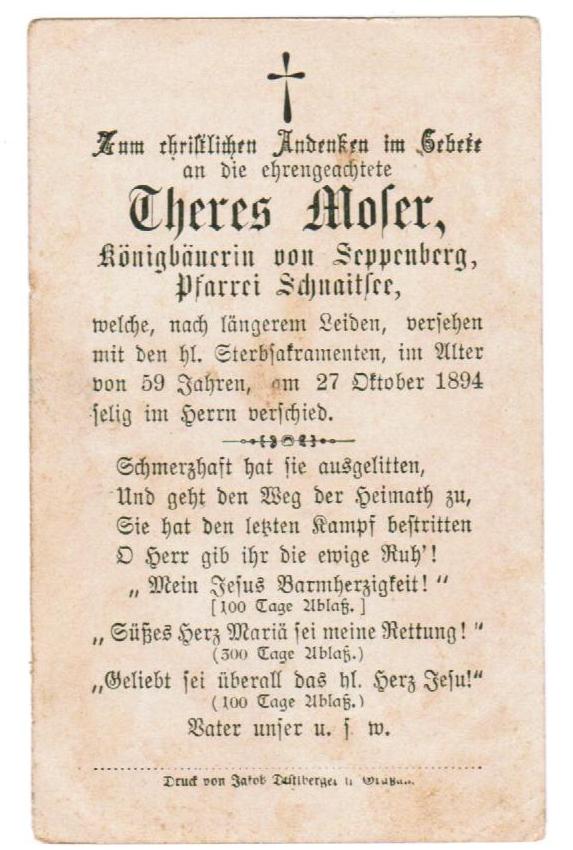 Zum christlichen Andenken im Gebete
an die ehrengeachtete
Theres Moser,
Königbäuerin von Seppenberg,
Pfarrei Schnaitsee,
welche, nach längerem Leiden, versehen
mit den hl. Sterbsakramenten, im Alter
von 59 Jahren, am 27 Oktober 1894
selig im Herrn verschied.
Schmerzhaft hat sie ausgelitten,
Und geht den Weg der Heimath zu,
Sie hat den letzten Kampf bestritten
O Herr gib ihr die ewige Ruh'!
„Mein Jesus Barmherzigkeit!“
[100 Tage Ablaß.]
„Süßes Herz Mariä sei meine Rettung!“
(300 Tage Ablaß.)
„Geliebt sei überall das hl. Herz Jesu!“
(100 Tage Ablaß.)
Vater unser u. s. w.
Druck von Jakob